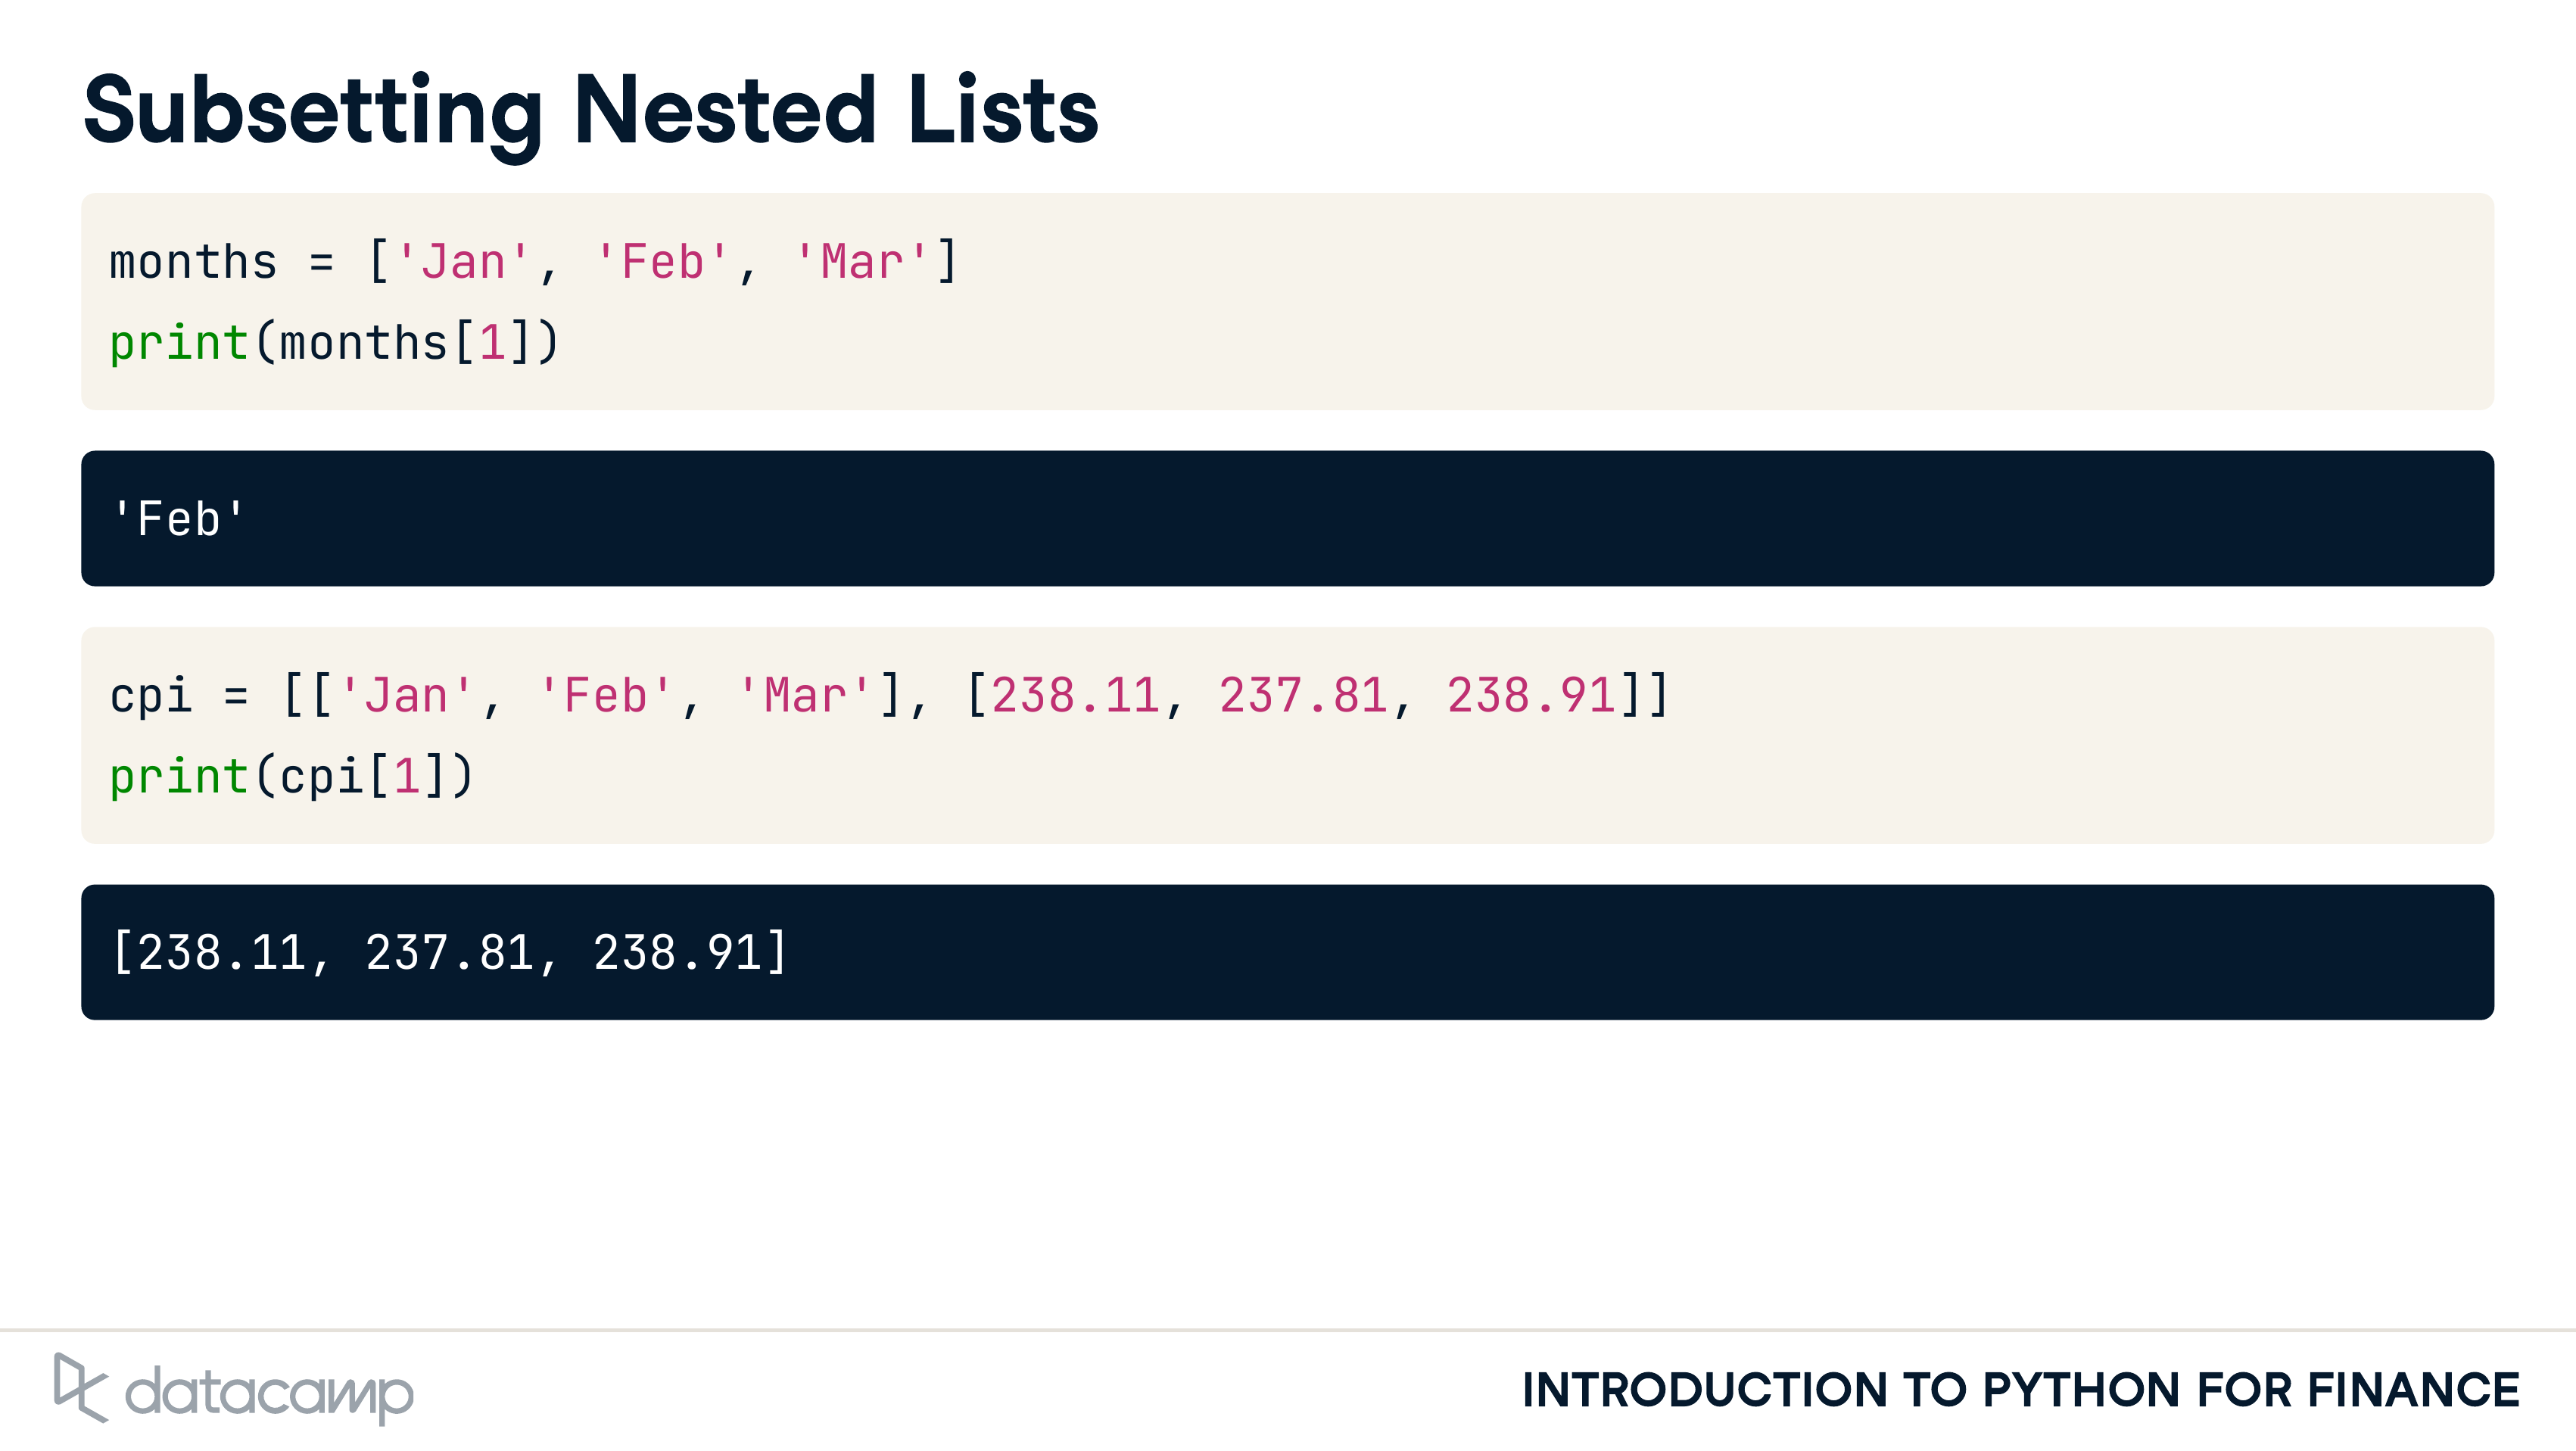 Subsetting Nested Lists
months = ['Jan', 'Feb', 'Mar']
print(months[1])
'Feb'
cpi = [['Jan', 'Feb', 'Mar'], [238.11, 237.81, 238.91]]
print(cpi[1])
[238.11, 237.81, 238.91]
datacamp
INTRODUCTION TO PYTHON FOR FINANCE